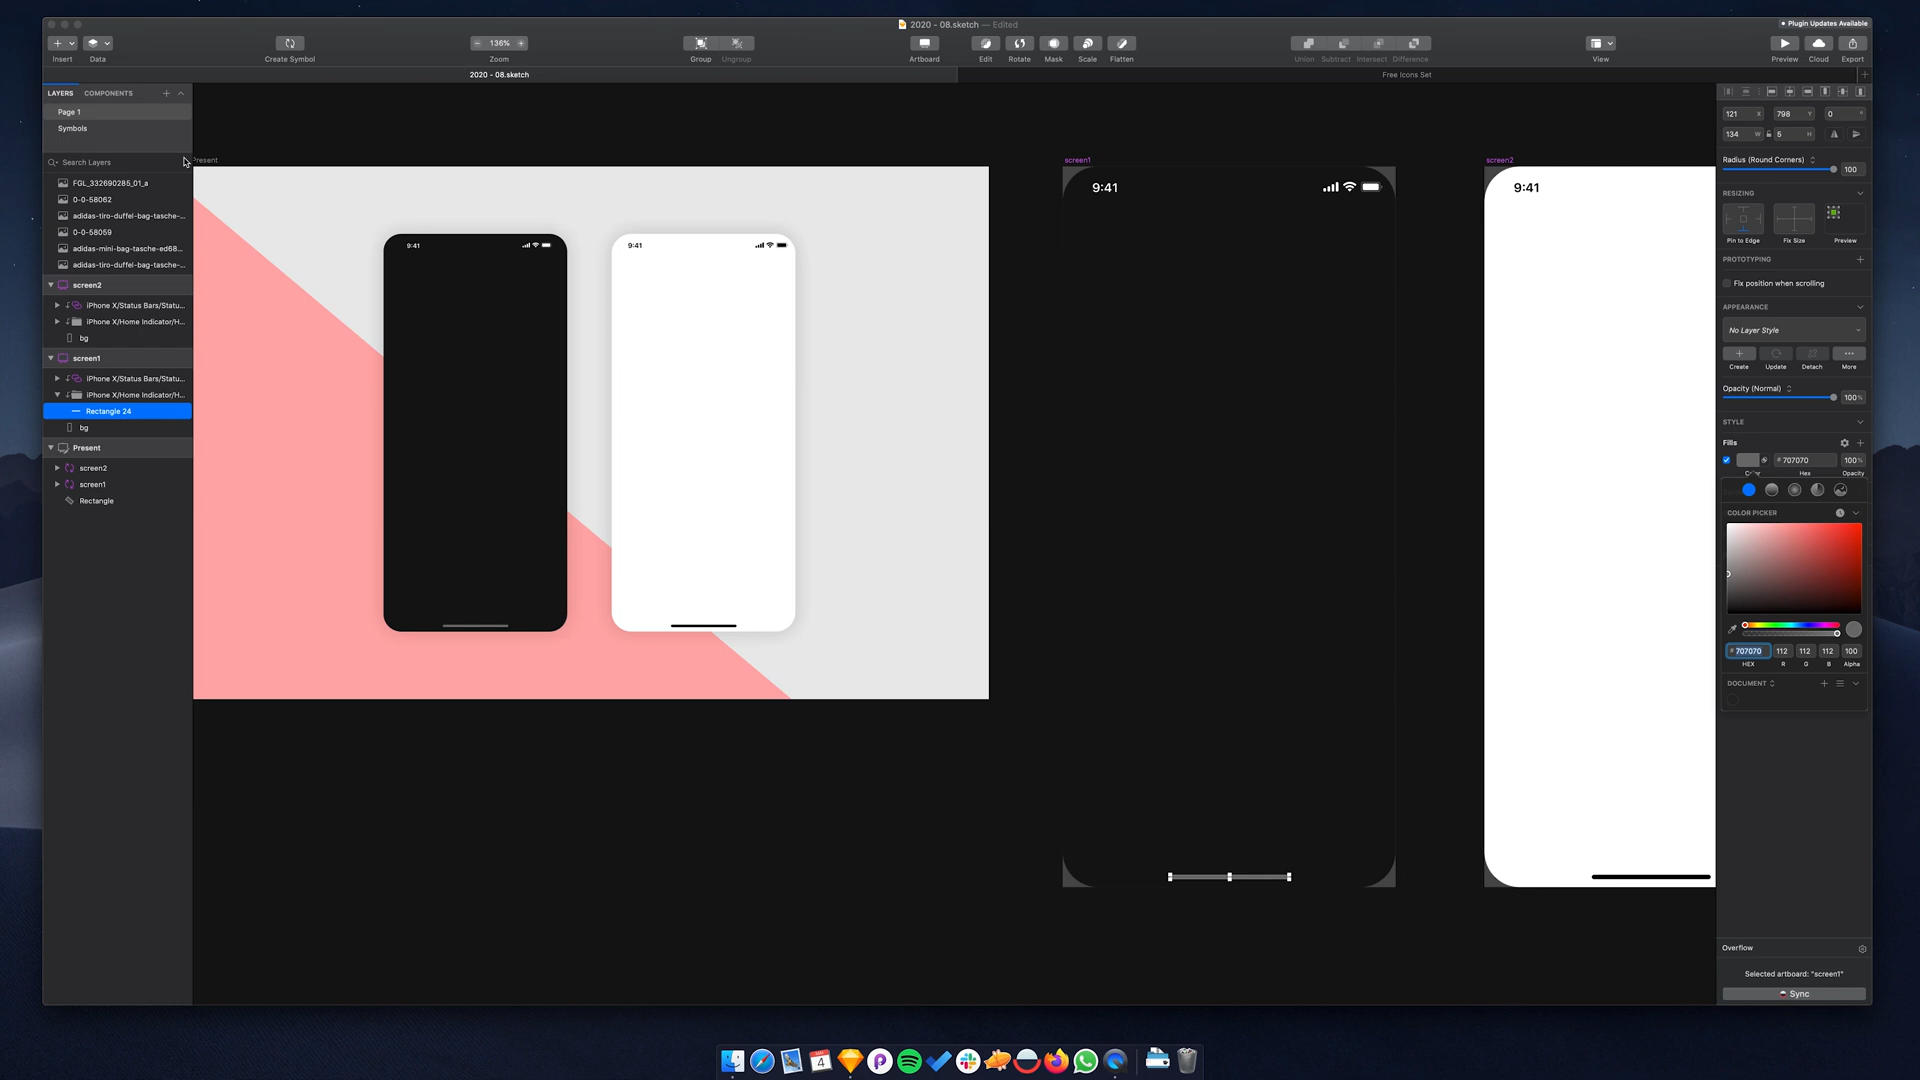 2020 - 08.sketch — Edited
Plugin Updates Available
136%
Insert
Data
Create Symbol
Zoom
Group
Ungroup
Artboard
Edit
Rotate
Mask
Scale
Flatten
Union
Subtract
Intersect
Difference
View
Preview
Cloud
Export
2020 - 08.sketch
Free Icons Set
LAYERS
COMPONENTS
Page 1
Symbols
Search Layers
FGL_332690285_01_a
0-0-58062
adidas-tiro-duffel-bag-tasche-...
0-0-58059
adidas-mini-bag-tasche-ed68...
adidas-tiro-duffel-bag-tasche-...
screen2
iPhone X/Status Bars/Statu...
iPhone X/Home Indicator/H...
bg
screen1
iPhone X/Status Bars/Statu...
iPhone X/Home Indicator/H...
Rectangle 24
bg
Present
screen2
screen1
Rectangle
Present
9:41
9:41
screen1
9:41
screen2
9:41
121 X
798 Y
0 °
134 W
5 H
Radius (Round Corners)
100
RESIZING
Pin to Edge
Fix Size
Preview
PROTOTYPING
Fix position when scrolling
APPEARANCE
No Layer Style
Create
Update
Detach
More
Opacity (Normal)
100%
STYLE
Fills
# 707070
100%
Hex
Opacity
COLOR PICKER
# 707070
112
112
112
100
HEX
R
G
B
Alpha
DOCUMENT
Overflow
Selected artboard: "screen1"
Sync
4